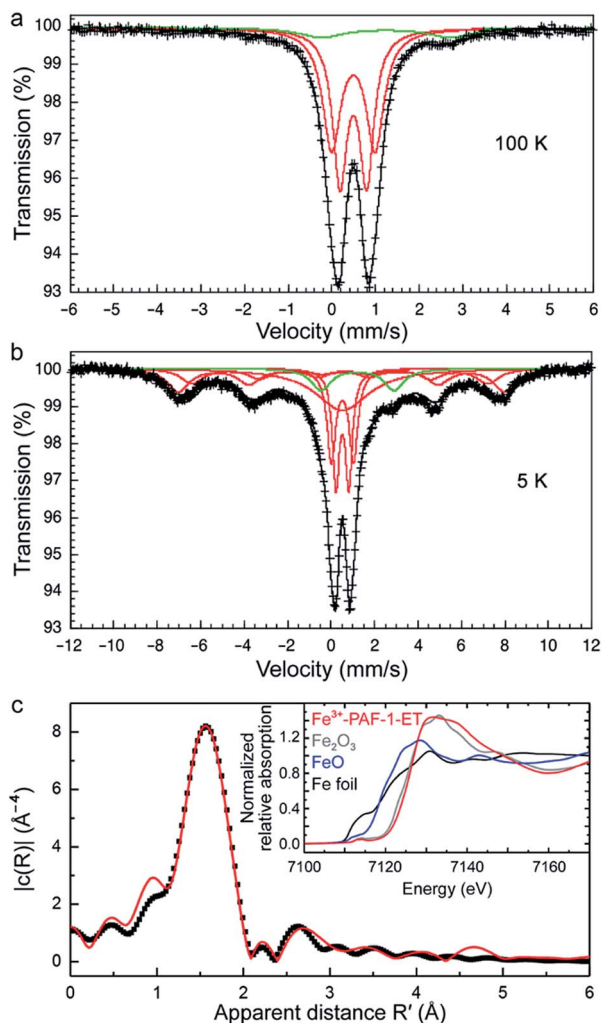 a
100
99
98
97
96
95
94
93
Transmission (%)
100 K
−6 −5 −4 −3 −2 −1 0 1 2 3 4 5 6
Velocity (mm/s)
b
100
99
98
97
96
95
94
93
Transmission (%)
5 K
−12 −10 −8 −6 −4 −2 0 2 4 6 8 10 12
Velocity (mm/s)
c
8
6
4
2
0
|c(R)| (Å⁻⁴)
Fe³⁺-PAF-1-ET
Fe₂O₃
FeO
Fe foil
Normalized
relative absorption
1.2
0.8
0.4
0.0
7100 7120 7140 7160
Energy (eV)
0 1 2 3 4 5 6
Apparent distance R′ (Å)